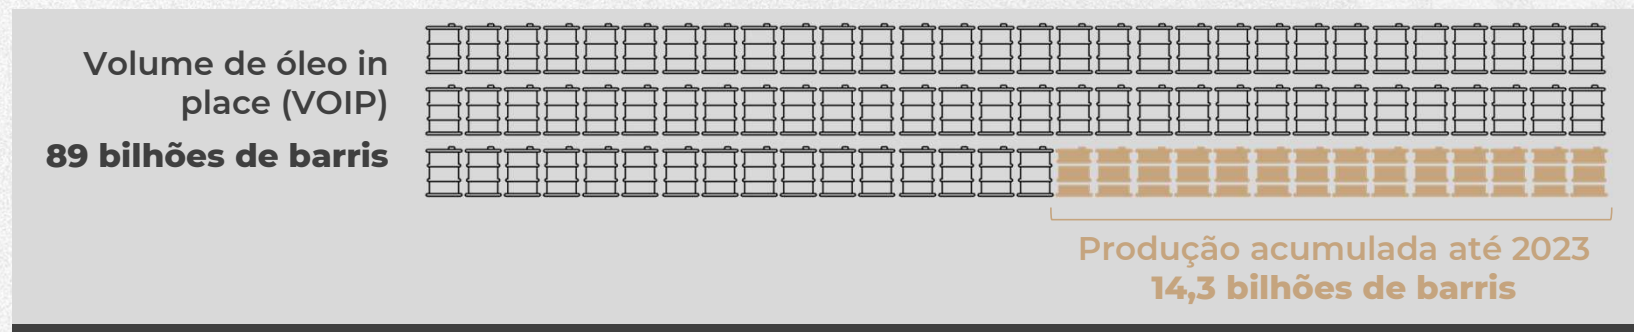 Volume de óleo in
place (VOIP)
89 bilhões de barris
Produção acumulada até 2023
14,3 bilhões de barris